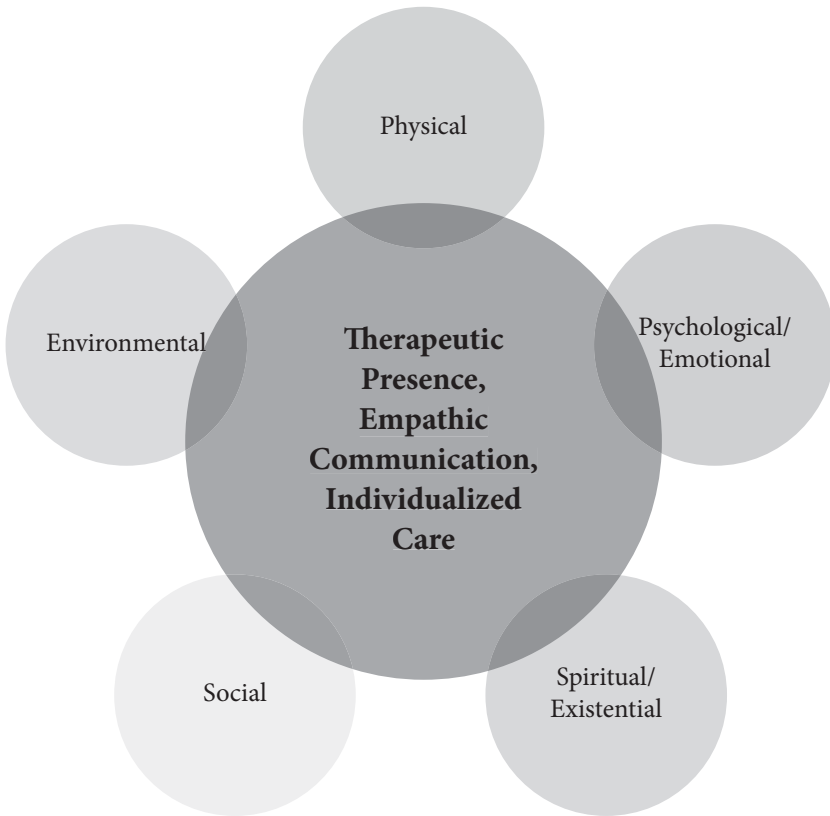 Physical
Environmental
Psychological/
Emotional
Therapeutic
Presence,
Empathic
Communication,
Individualized
Care
Social
Spiritual/
Existential